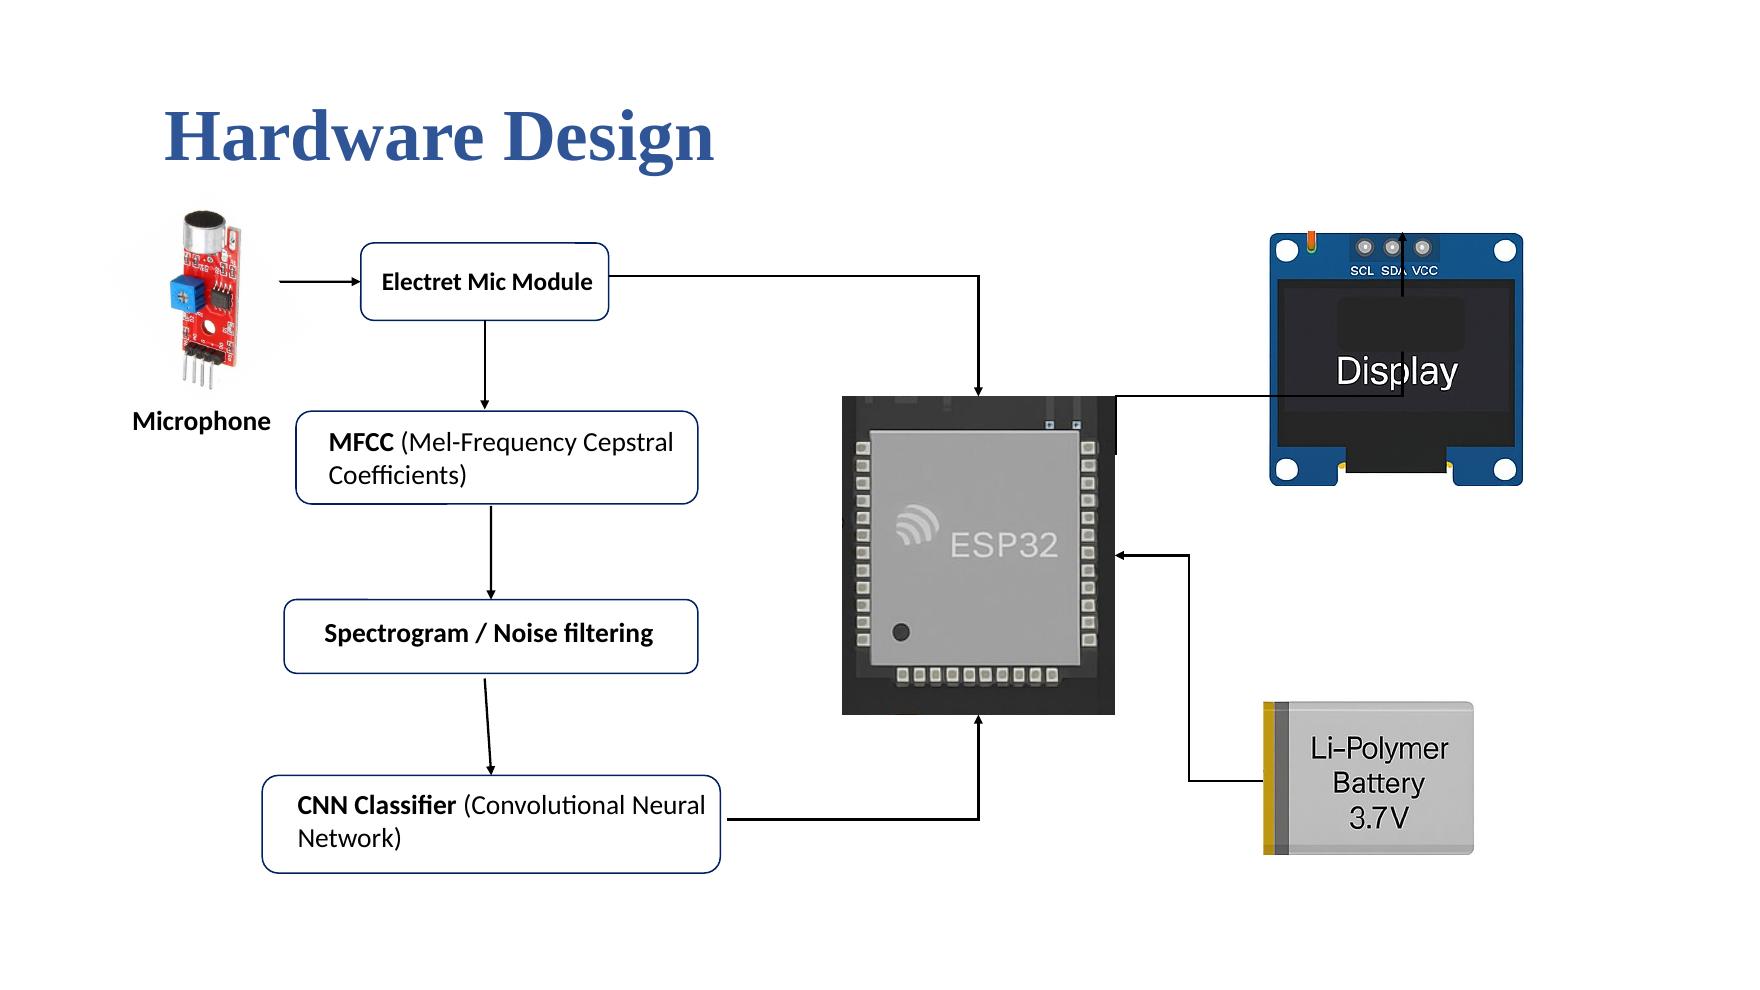 Hardware Design
Electret Mic Module
Microphone
MFCC (Mel-Frequency Cepstral
Coefficients)
Spectrogram / Noise filtering
CNN Classifier (Convolutional Neural
Network)
ESP32
SCL SDA VCC
Display
Li-Polymer
Battery
3.7V